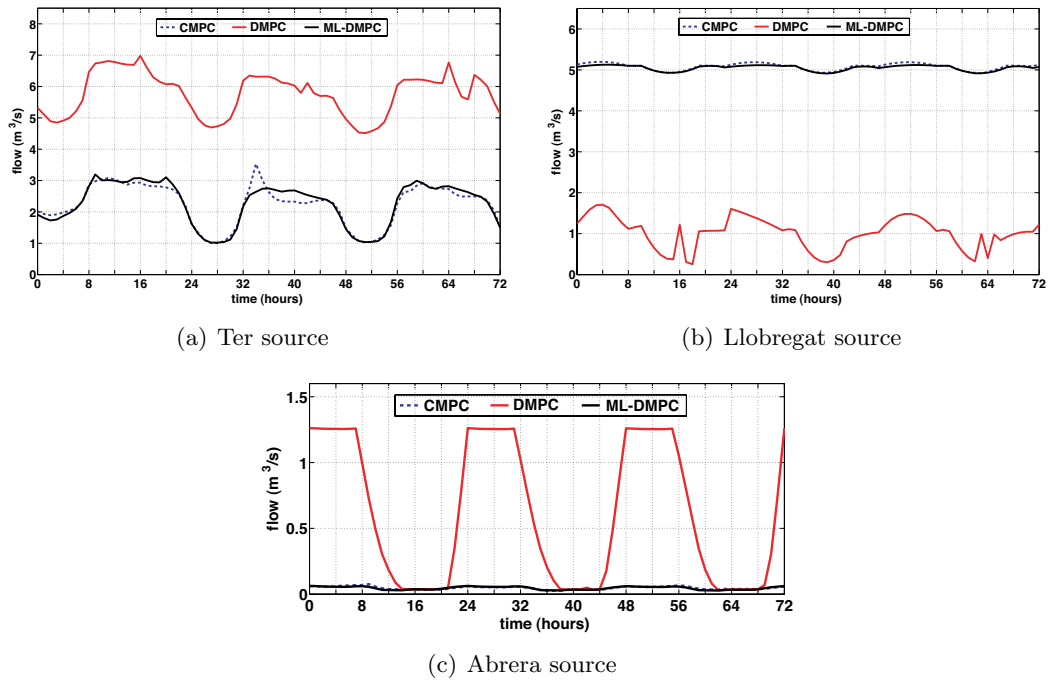 CMPC DMPC ML-DMPC
8
7
6
5
4
3
2
1
0
flow (m 3/s)
0 8 16 24 32 40 48 56 64 72
time (hours)
(a) Ter source
CMPC DMPC ML-DMPC
6
5
4
3
2
1
0
flow (m 3/s)
0 8 16 24 32 40 48 56 64 72
time (hours)
(b) Llobregat source
CMPC DMPC ML-DMPC
1.5
1
0.5
0
flow (m 3/s)
0 8 16 24 32 40 48 56 64 72
time (hours)
(c) Abrera source